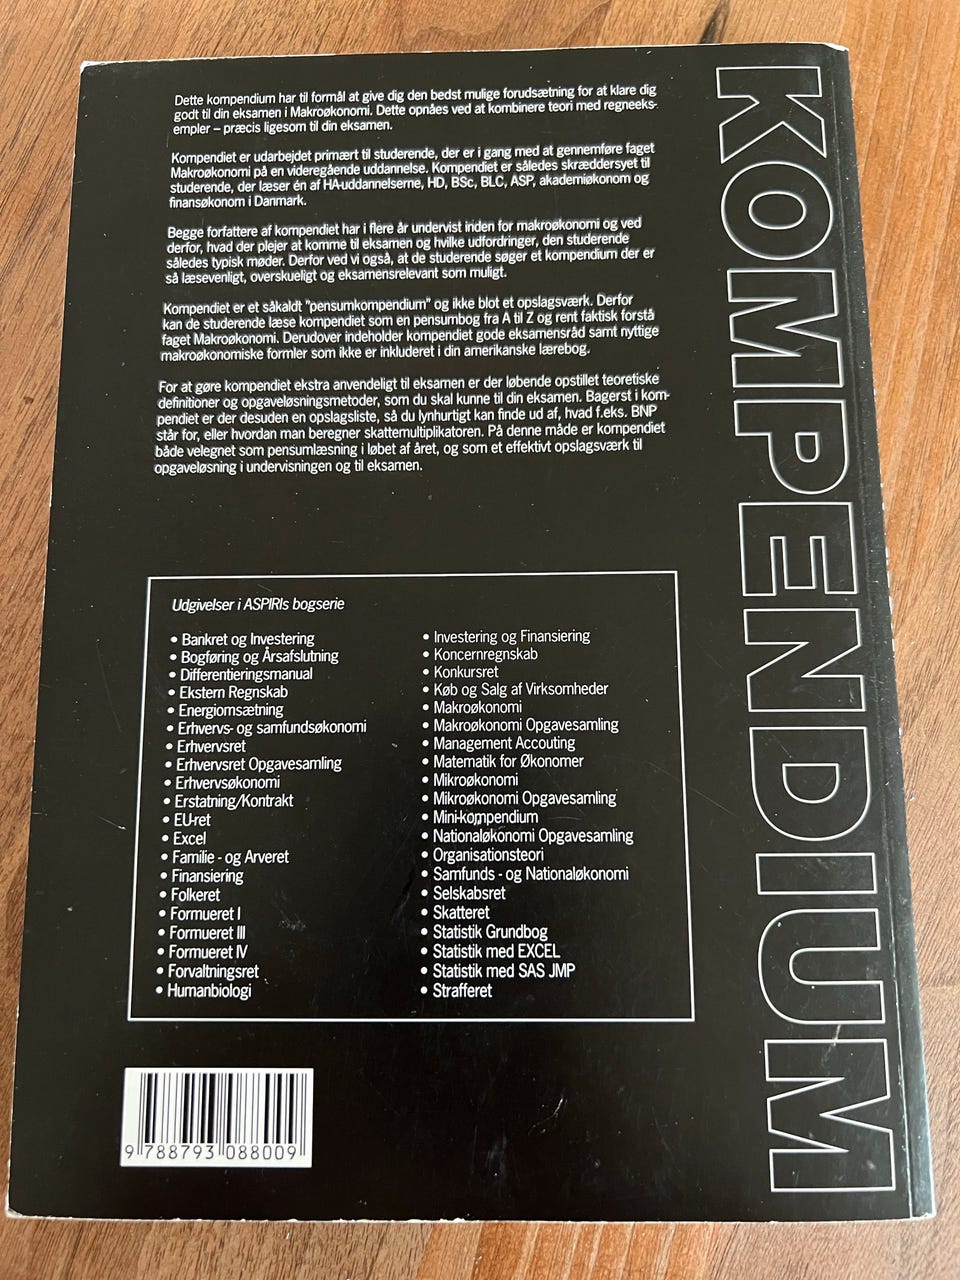 Dette kompendium har til formål at give dig den bedst mulige forudsætning for at klare dig
godt til din eksamen i Makroøkonomi. Dette opnåes ved at kombinere teori med regneeks-
empler – præcis ligesom til din eksamen.
Kompendiet er udarbejdet primært til studerende, der er i gang med at gennemføre faget
Makroøkonomi på en videregående uddannelse. Kompendiet er således skræddersyet til
studerende, der læser én af HA-uddannelserne, HD, BSc, BLC, ASP, akademiøkonom og
finansøkonom i Danmark.
Begge forfattere af kompendiet har i flere år undervist inden for makroøkonomi og ved
derfor, hvad der plejer at komme til eksamen og hvilke udfordringer, den studerende
således typisk møder. Derfor ved vi også, at de studerende søger et kompendium der er
så læsevenligt, overskueligt og eksamensrelevant som muligt.
Kompendiet er et såkaldt "pensumkompendium" og ikke blot et opslagsværk. Derfor
kan de studerende læse kompendiet som en pensumbog fra A til Z og rent faktisk forstå
faget Makroøkonomi. Derudover indeholder kompendiet gode eksamensråd samt nyttige
makroøkonomiske formler som ikke er inkluderet i din amerikanske lærebog.
For at gøre kompendiet ekstra anvendeligt til eksamen er der løbende opstillet teoretiske
definitioner og opgaveløsningsmetoder, som du skal kunne til din eksamen. Bagerst i kom-
pendiet er der desuden en opslagsliste, så du lynhurtigt kan finde ud af, hvad f.eks. BNP
står for, eller hvordan man beregner skattemultiplikatoren. På denne måde er kompendiet
både velegnet som pensumlæsning i løbet af året, og som et effektivt opslagsværk til
opgaveløsning i undervisningen og til eksamen.
Udgivelser i ASPIRIs bogserie
• Bankret og Investering
• Bogføring og Årsafslutning
• Differentieringsmanual
• Ekstern Regnskab
• Energiomsætning
• Erhvervs- og samfundsøkonomi
• Erhvervsret
• Erhvervsret Opgavesamling
• Erhvervsøkonomi
• Erstatning/Kontrakt
• EU-ret
• Excel
• Familie - og Arveret
• Finansiering
• Folkeret
• Formueret I
• Formueret III
• Formueret IV
• Forvaltningsret
• Humanbiologi
• Investering og Finansiering
• Koncernregnskab
• Konkursret
• Køb og Salg af Virksomheder
• Makroøkonomi
• Makroøkonomi Opgavesamling
• Management Accouting
• Matematik for Økonomer
• Mikroøkonomi
• Mikroøkonomi Opgavesamling
• Mini-kompendium
• Nationaløkonomi Opgavesamling
• Organisationsteori
• Samfunds - og Nationaløkonomi
• Selskabsret
• Skatteret
• Statistik Grundbog
• Statistik med EXCEL
• Statistik med SAS JMP
• Strafferet
9 788793 088009
KOMPENDIUM